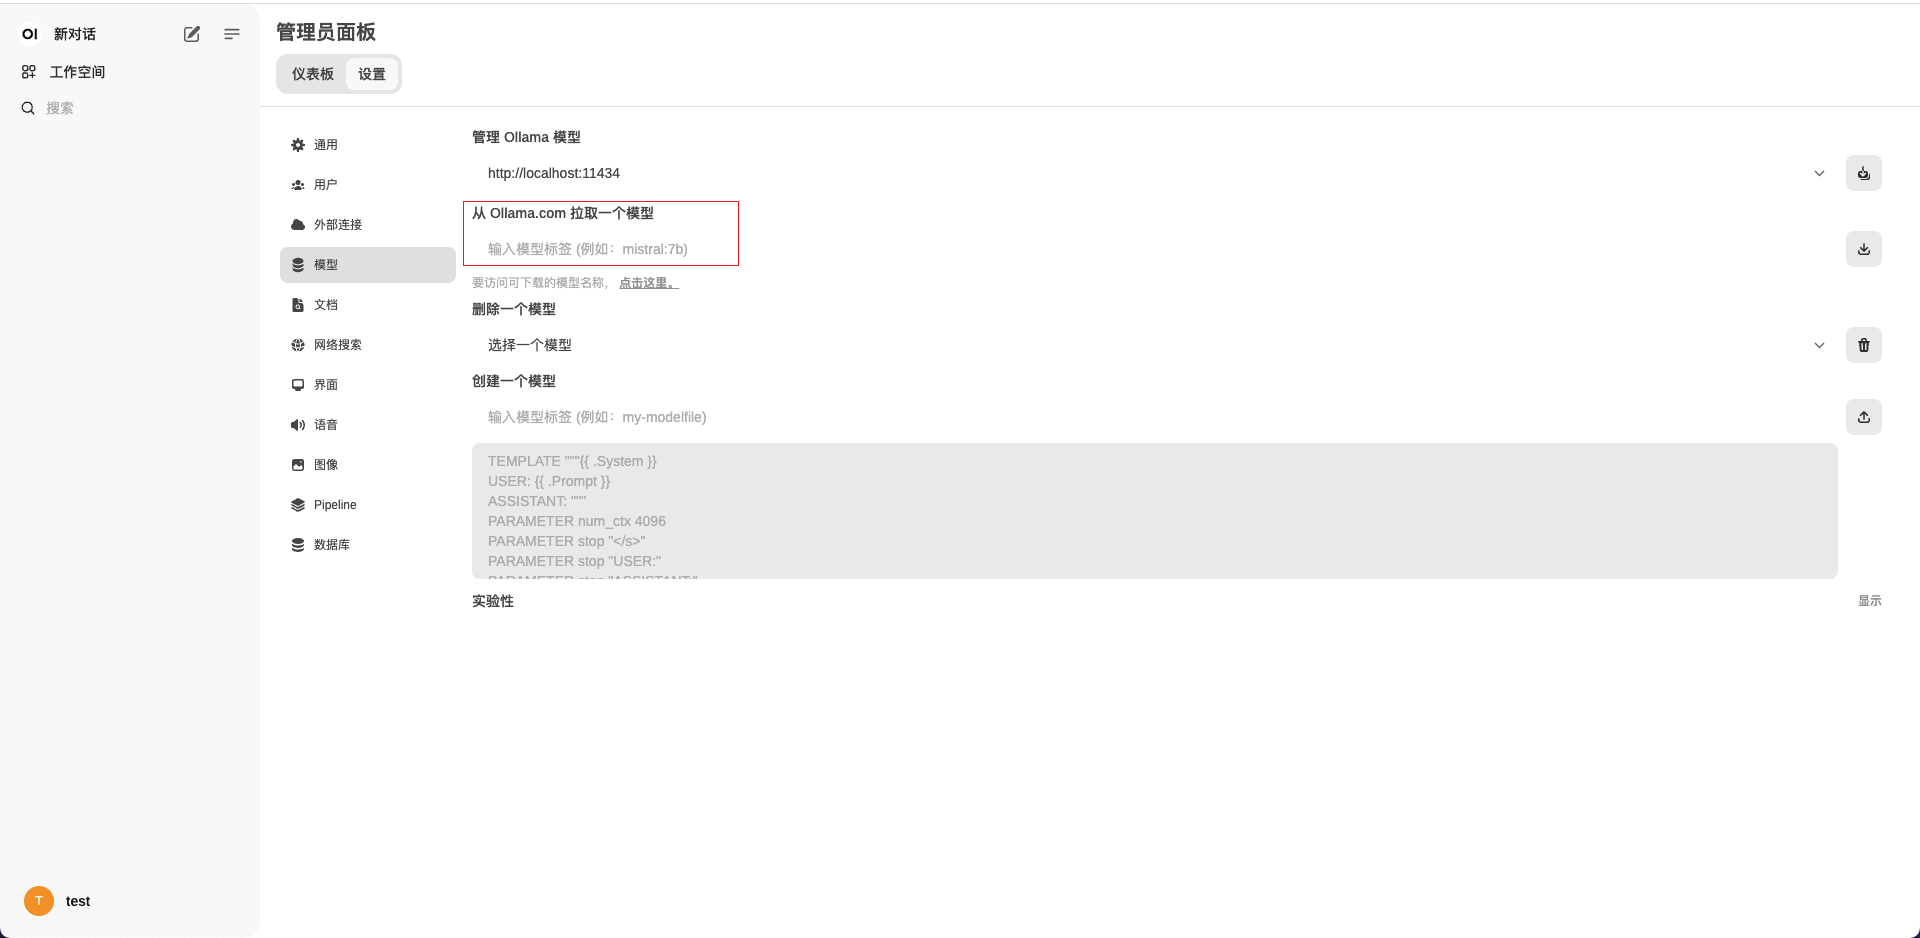 OI 新对话
工作空间
搜索
管理员面板
仪表板 设置
通用
用户
外部连接
模型
文档
网络搜索
界面
语音
图像
Pipeline
数据库
管理 Ollama 模型
http://localhost:11434
从 Ollama.com 拉取一个模型
输入模型标签 (例如：mistral:7b)
要访问可下载的模型名称， 点击这里。
删除一个模型
选择一个模型
创建一个模型
输入模型标签 (例如：my-modelfile)
TEMPLATE """{{ .System }}
USER: {{ .Prompt }}
ASSISTANT: """
PARAMETER num_ctx 4096
PARAMETER stop "</s>"
PARAMETER stop "USER:"
PARAMETER stop "ASSISTANT:"
实验性 显示
T test